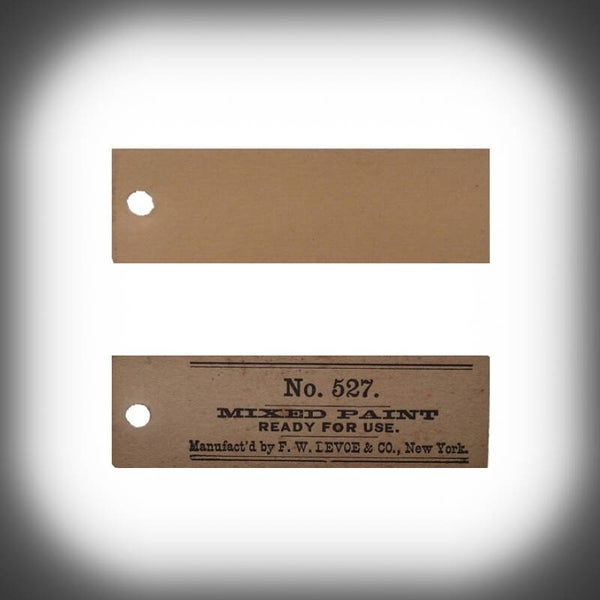 No. 527.
MIXED PAINT
READY FOR USE.
Manufact'd by F. W. DEVOE & CO., New York.